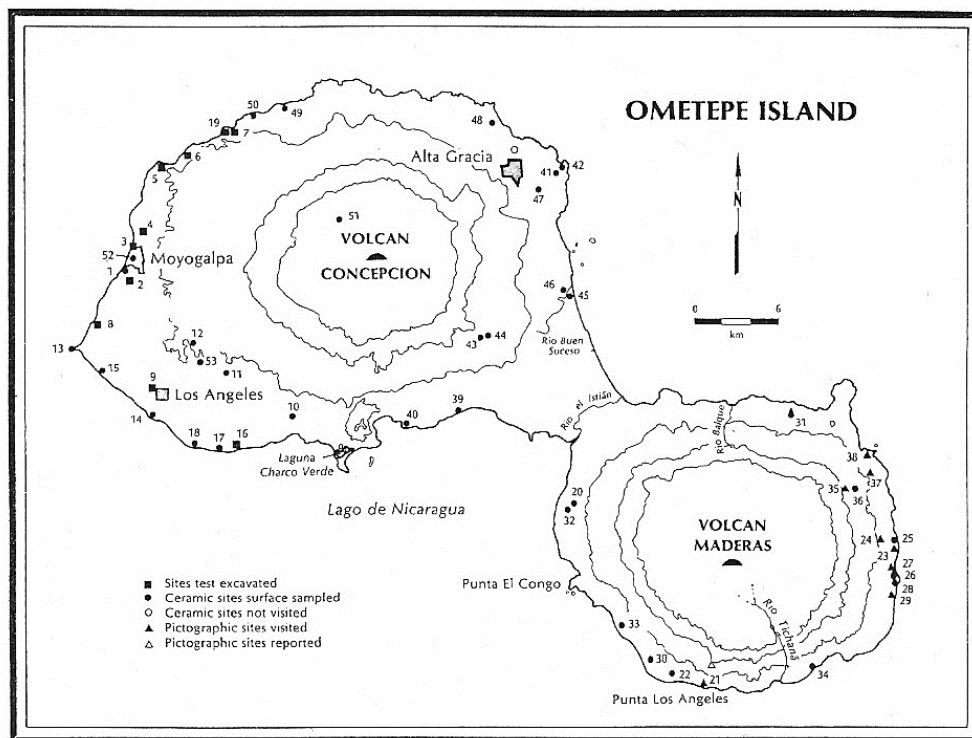 OMETEPE ISLAND
50
49
19
7
48
6
5
Alta Gracia
42
41
47
N
4
3
52
Moyogalpa
1
2
51
VOLCAN
CONCEPCION
46
45
0
6
km
8
13
12
53
11
15
43
44
Rio Buen
Suceso
9
Los Angeles
14
10
39
40
Rio el Istián
18
17
16
Laguna
Charco Verde
9
Rio Balque
31
38
37
35
36
Lago de Nicaragua
20
32
VOLCAN
MADERAS
24
25
23
27
26
28
29
Punta El Congo
Sites test excavated
Ceramic sites surface sampled
Ceramic sites not visited
Pictographic sites visited
Pictographic sites reported
Rio Tichaná
33
30
22
21
34
Punta Los Angeles